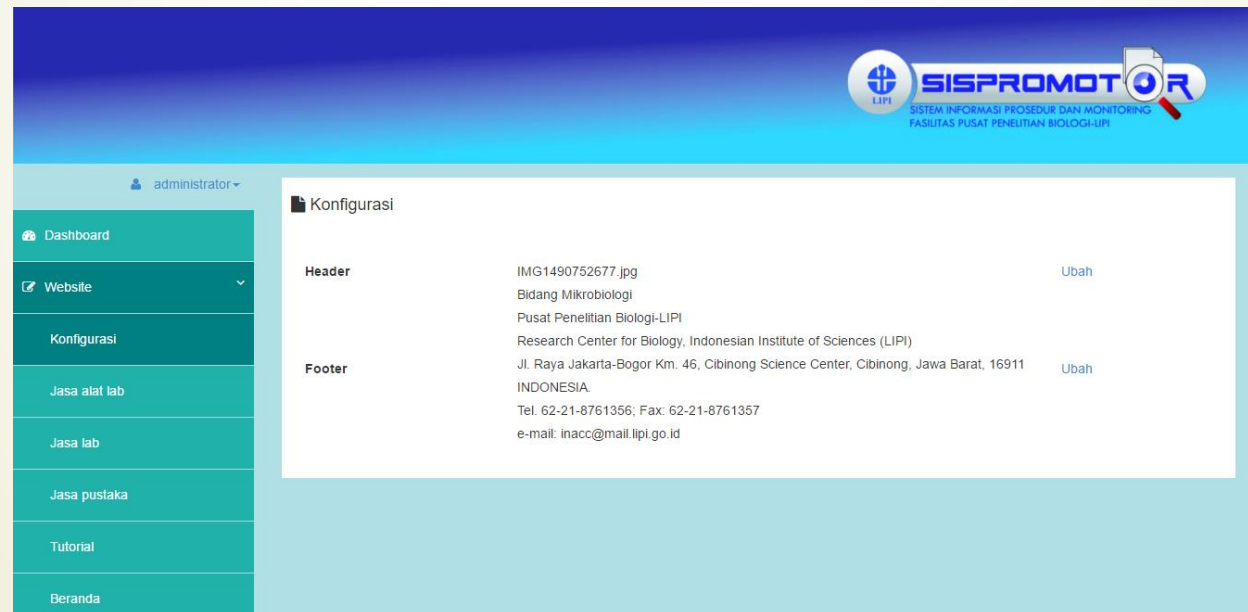 LIPI
SISPROMOTOR
SISTEM INFORMASI PROSEDUR DAN MONITORING
FASILITAS PUSAT PENELITIAN BIOLOGI-LIPI
administrator
Dashboard
Website
Konfigurasi
Jasa alat lab
Jasa lab
Jasa pustaka
Tutorial
Beranda
Konfigurasi
Header
IMG1490752677.jpg
Ubah
Footer
Bidang Mikrobiologi
Pusat Penelitian Biologi-LIPI
Research Center for Biology, Indonesian Institute of Sciences (LIPI)
Jl. Raya Jakarta-Bogor Km. 46, Cibinong Science Center, Cibinong, Jawa Barat, 16911
INDONESIA.
Tel. 62-21-8761356; Fax: 62-21-8761357
e-mail: inacc@mail.lipi.go.id
Ubah